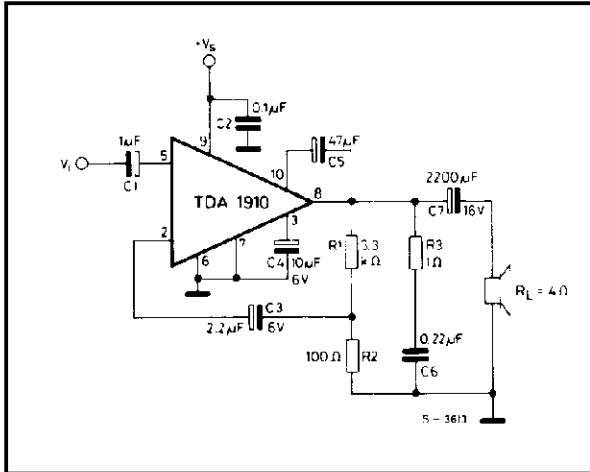 +Vs
0.1µF
C2
9
1µF
47µF
5
10
C5
Vi
C1
2200µF
8
TDA 1910
C7
16V
3
R1
3.3
kΩ
R3
1Ω
2
7
C4
10µF
6
6V
RL = 4Ω
C3
2.2µF
6V
0.22µF
100Ω
R2
C6
S - 3613